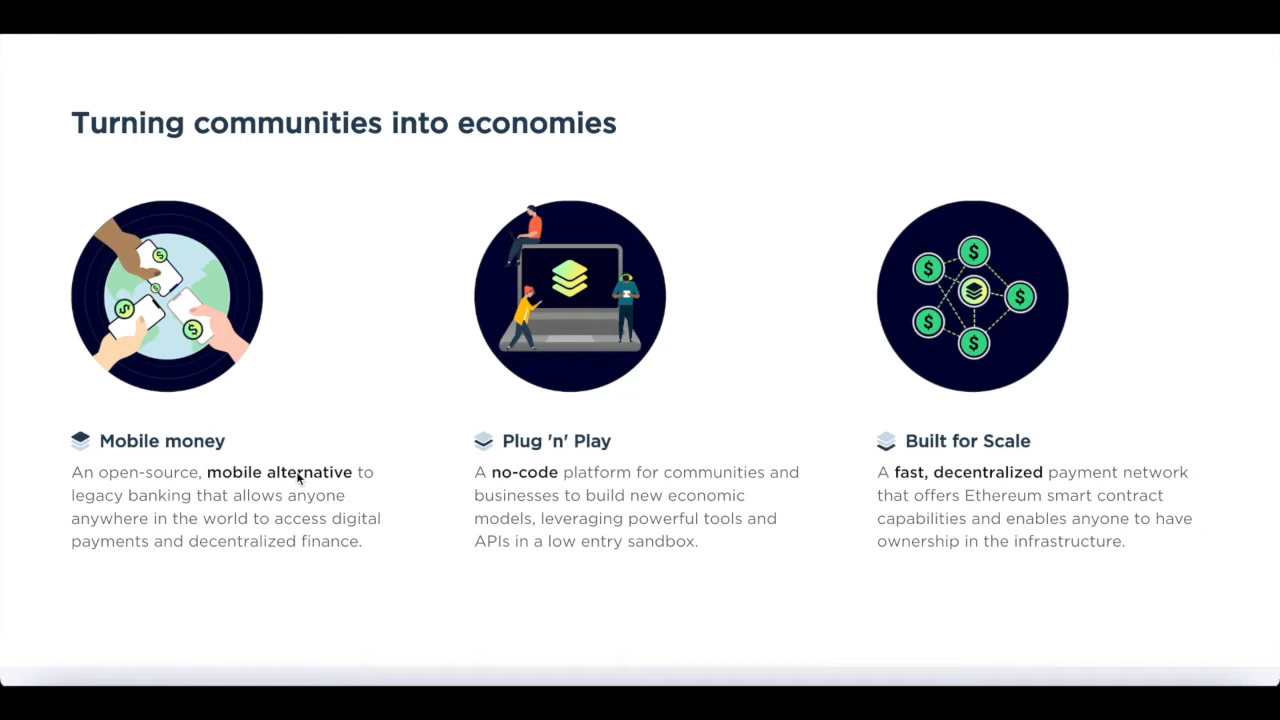 Turning communities into economies
Mobile money
An open-source, mobile alternative to
legacy banking that allows anyone
anywhere in the world to access digital
payments and decentralized finance.
Plug 'n' Play
A no-code platform for communities and
businesses to build new economic
models, leveraging powerful tools and
APIs in a low entry sandbox.
Built for Scale
A fast, decentralized payment network
that offers Ethereum smart contract
capabilities and enables anyone to have
ownership in the infrastructure.